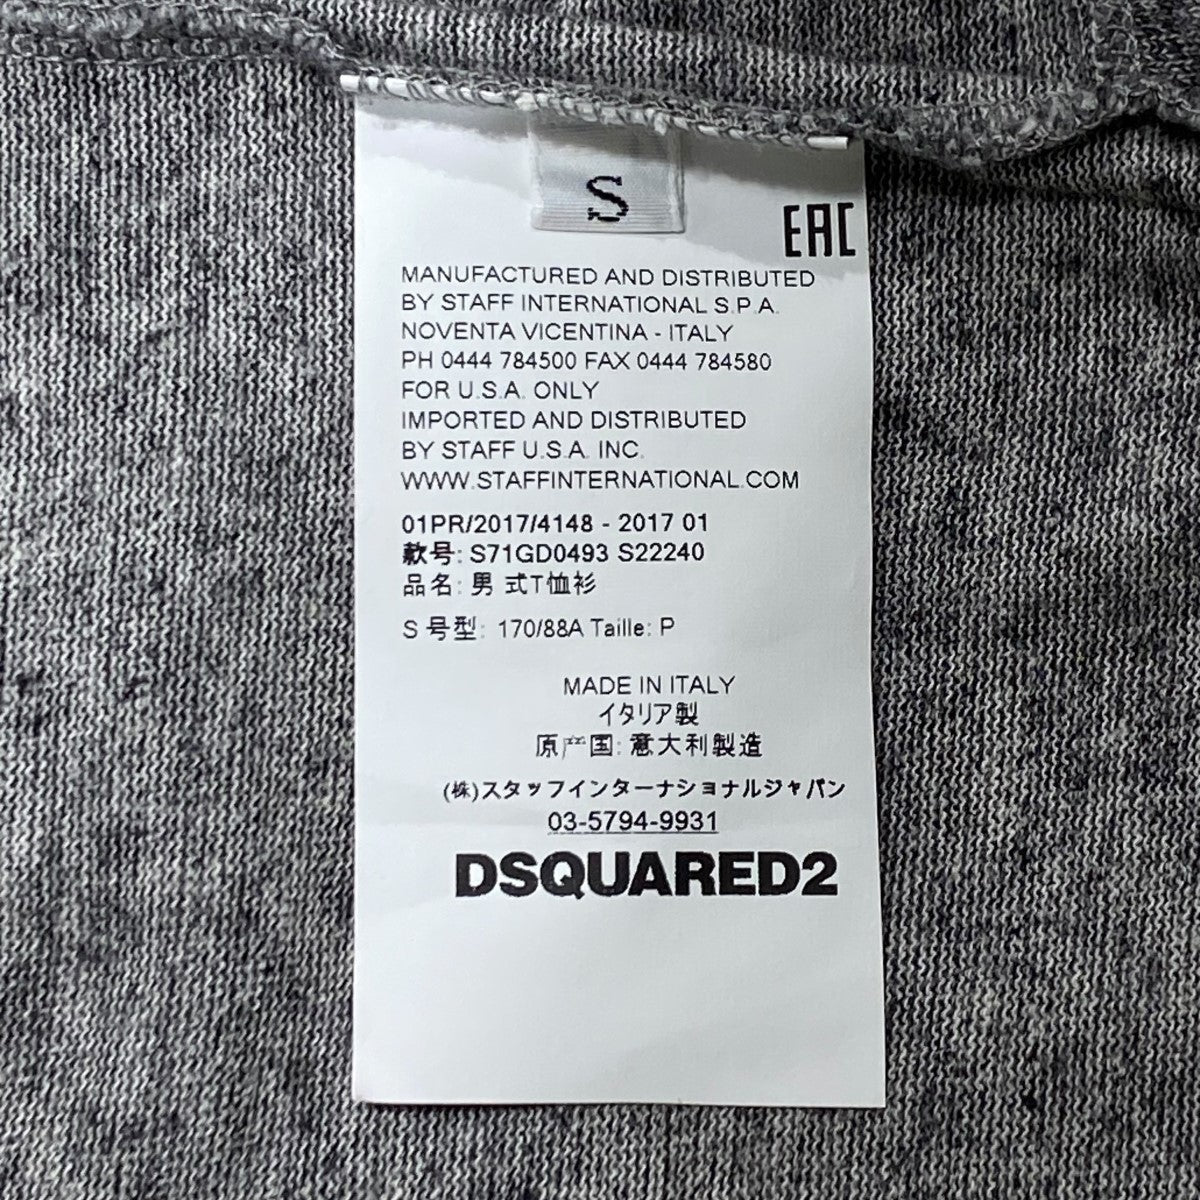 S
EAC
MANUFACTURED AND DISTRIBUTED
BY STAFF INTERNATIONAL S.P.A.
NOVENTA VICENTINA - ITALY
PH 0444 784500 FAX 0444 784580
FOR U.S.A. ONLY
IMPORTED AND DISTRIBUTED
BY STAFF U.S.A. INC.
WWW.STAFFINTERNATIONAL.COM
01PR/2017/4148 - 2017 01
款号: S71GD0493 S22240
品名: 男 式T恤衫
S 号型: 170/88A Taille: P
MADE IN ITALY
イタリア製
原产国: 意大利製造
(株)スタッフインターナショナルジャパン
03-5794-9931
DSQUARED2